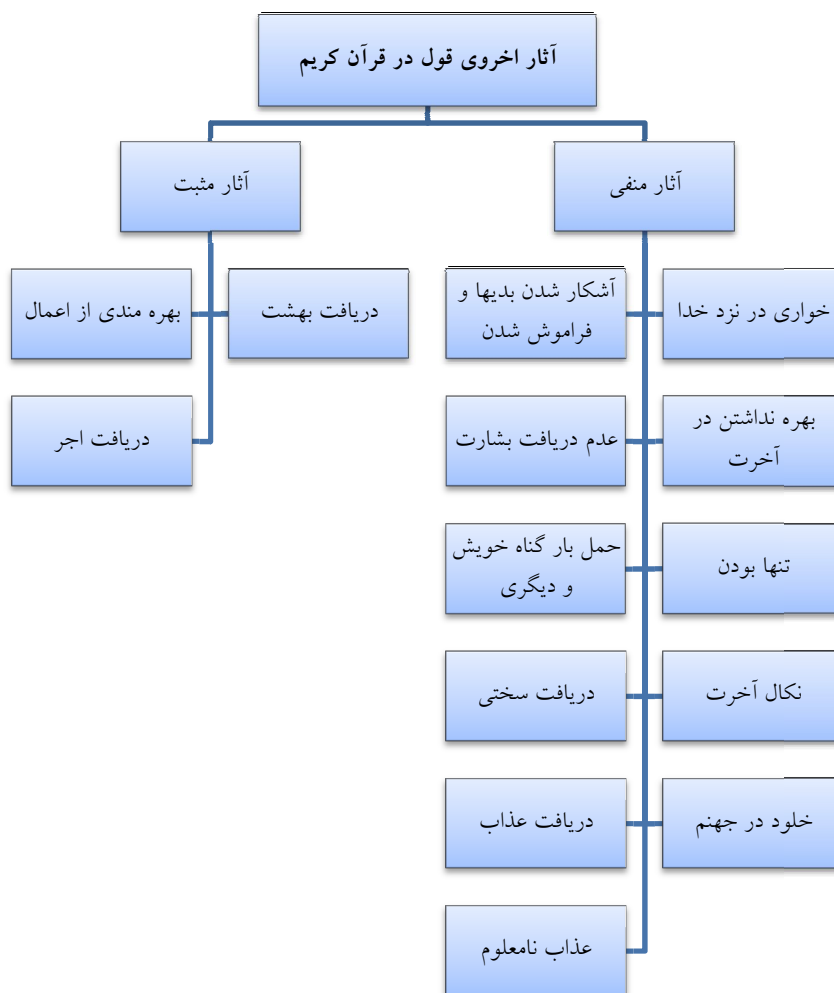 آثار اخروی قول در قرآن کریم
آثار منفی
آثار مثبت
خواری در نزد خدا
آشکار شدن بدیها و
فراموش شدن
دریافت بهشت
بهره مندی از اعمال
بهره نداشتن در
آخرت
عدم دریافت بشارت
دریافت اجر
تنها بودن
حمل بار گناه خویش
و دیگری
نکال آخرت
دریافت سختی
خلود در جهنم
دریافت عذاب
عذاب نامعلوم